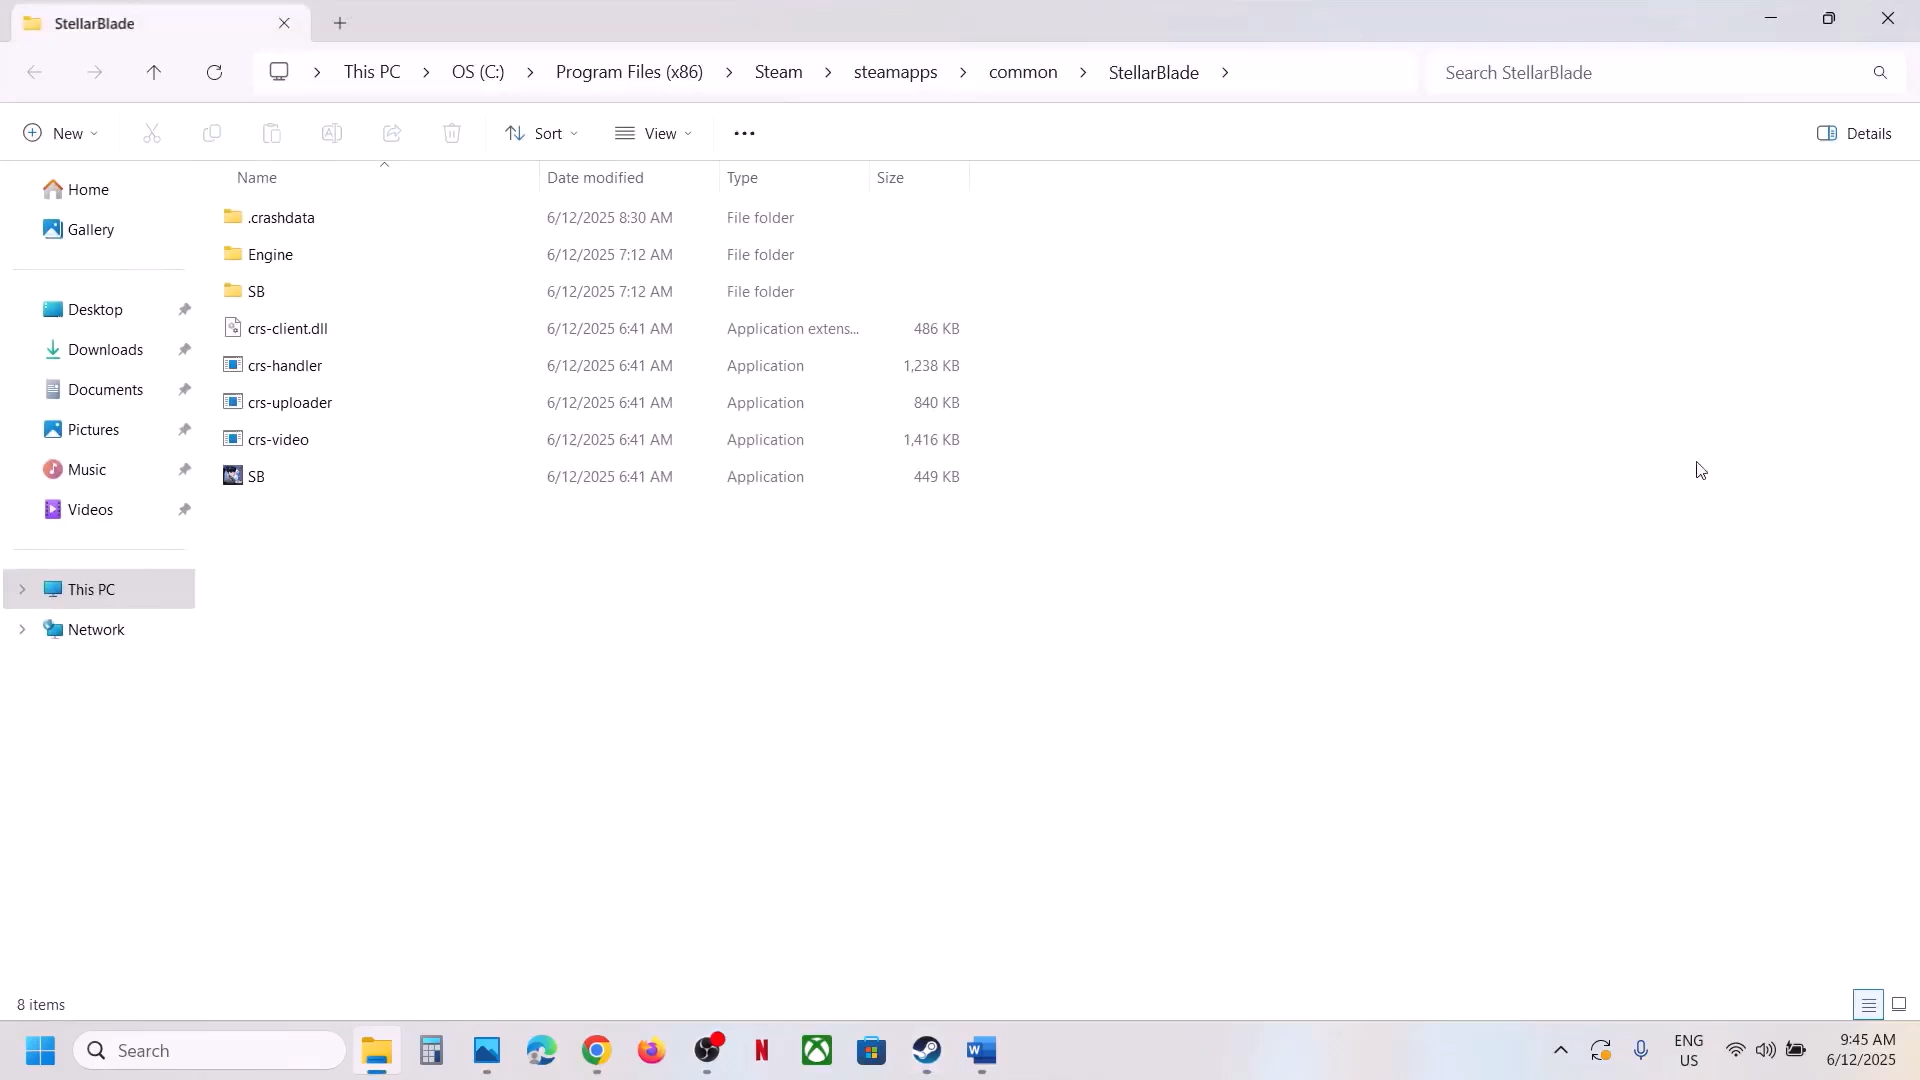 StellarBlade
This PC
OS (C:)
Program Files (x86)
Steam
steamapps
common
StellarBlade
Search StellarBlade
New
Sort
View
Details
Name
Date modified
Type
Size
Home
Gallery
Desktop
Downloads
Documents
Pictures
Music
Videos
This PC
Network
.crashdata 6/12/2025 8:30 AM File folder
Engine 6/12/2025 7:12 AM File folder
SB 6/12/2025 7:12 AM File folder
crs-client.dll 6/12/2025 6:41 AM Application extens... 486 KB
crs-handler 6/12/2025 6:41 AM Application 1,238 KB
crs-uploader 6/12/2025 6:41 AM Application 840 KB
crs-video 6/12/2025 6:41 AM Application 1,416 KB
SB 6/12/2025 6:41 AM Application 449 KB
8 items
Search
ENG
US
9:45 AM
6/12/2025